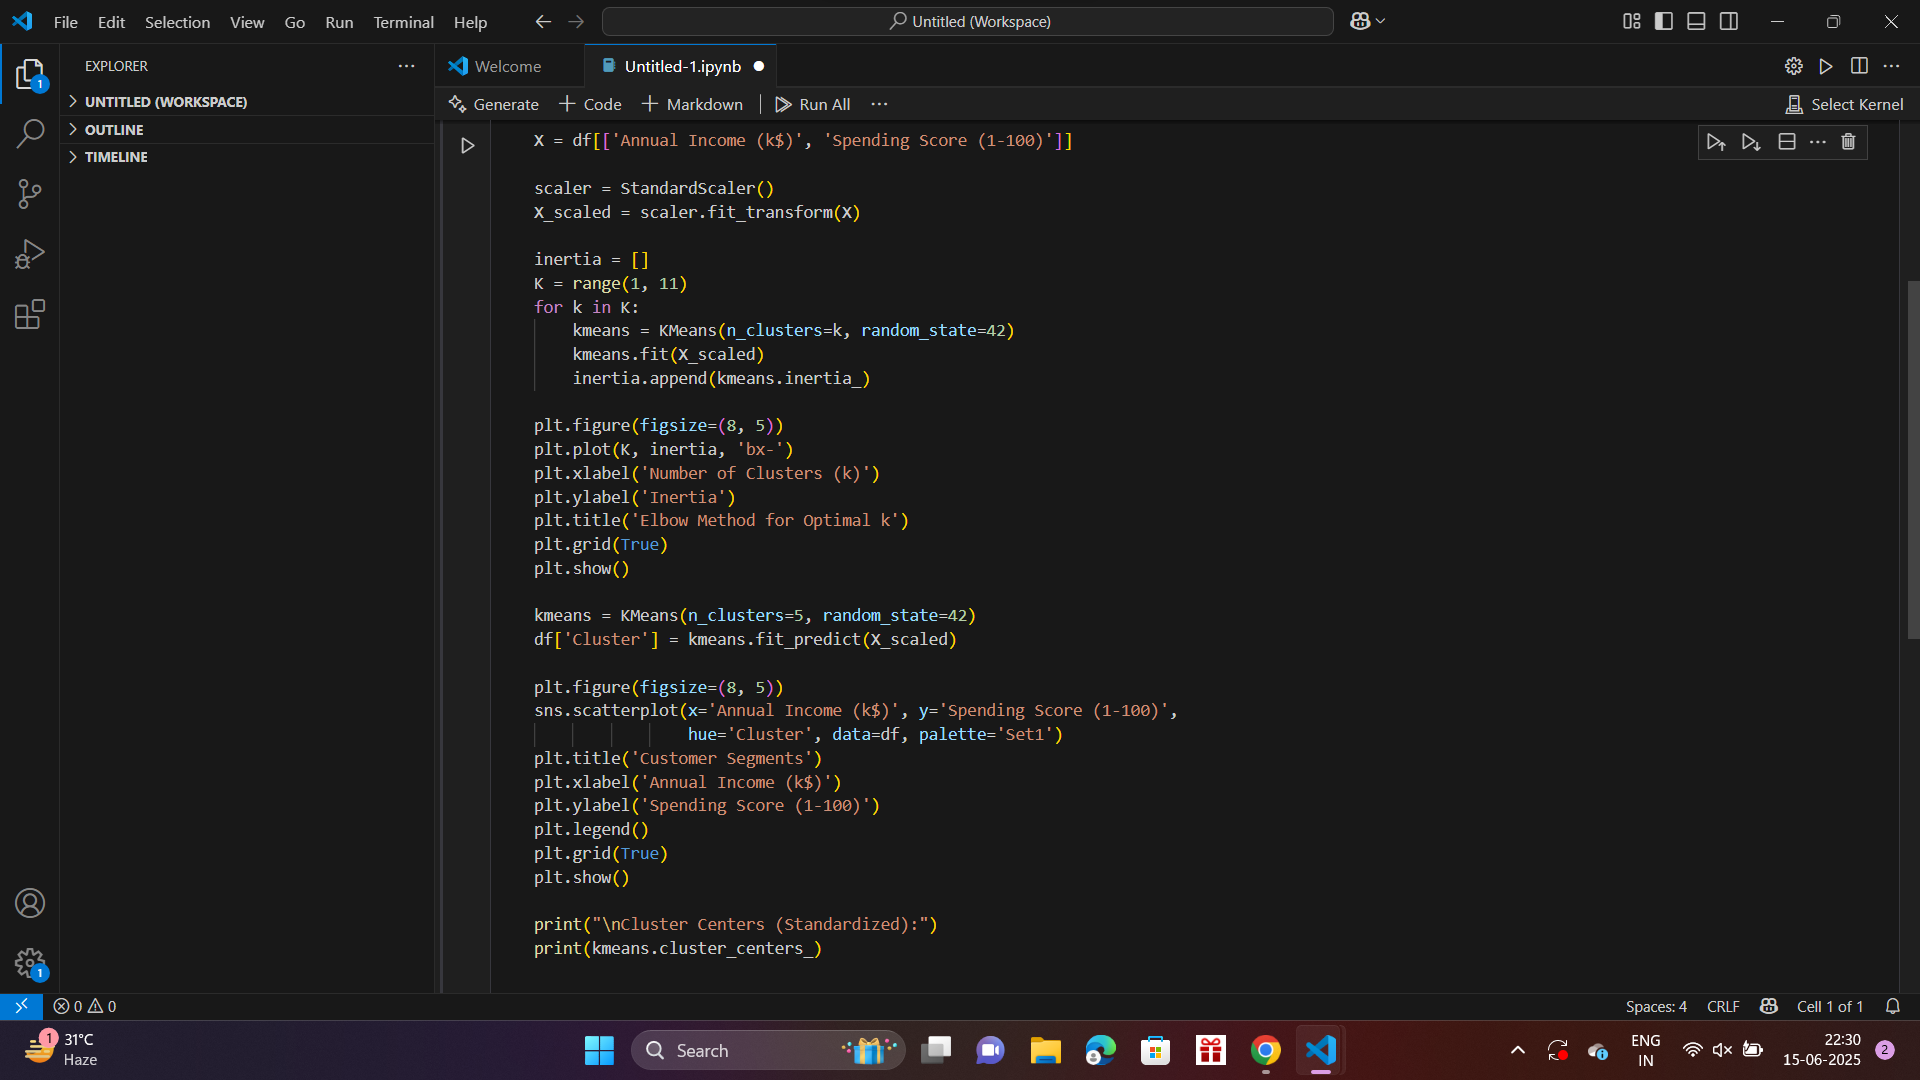 File Edit Selection View Go Run Terminal Help
Untitled (Workspace)
EXPLORER
1
UNTITLED (WORKSPACE)
OUTLINE
TIMELINE
Welcome
Untitled-1.ipynb
Generate Code Markdown Run All
Select Kernel
X = df[['Annual Income (k$)', 'Spending Score (1-100)']]
scaler = StandardScaler()
X_scaled = scaler.fit_transform(X)
inertia = []
K = range(1, 11)
for k in K:
    kmeans = KMeans(n_clusters=k, random_state=42)
    kmeans.fit(X_scaled)
    inertia.append(kmeans.inertia_)
plt.figure(figsize=(8, 5))
plt.plot(K, inertia, 'bx-')
plt.xlabel('Number of Clusters (k)')
plt.ylabel('Inertia')
plt.title('Elbow Method for Optimal k')
plt.grid(True)
plt.show()
kmeans = KMeans(n_clusters=5, random_state=42)
df['Cluster'] = kmeans.fit_predict(X_scaled)
plt.figure(figsize=(8, 5))
sns.scatterplot(x='Annual Income (k$)', y='Spending Score (1-100)',
                hue='Cluster', data=df, palette='Set1')
plt.title('Customer Segments')
plt.xlabel('Annual Income (k$)')
plt.ylabel('Spending Score (1-100)')
plt.legend()
plt.grid(True)
plt.show()
print("\nCluster Centers (Standardized):")
print(kmeans.cluster_centers_)
1
0 0
Spaces: 4 CRLF Cell 1 of 1
1
31°C
Haze
Search
ENG
IN
22:30
15-06-2025
2